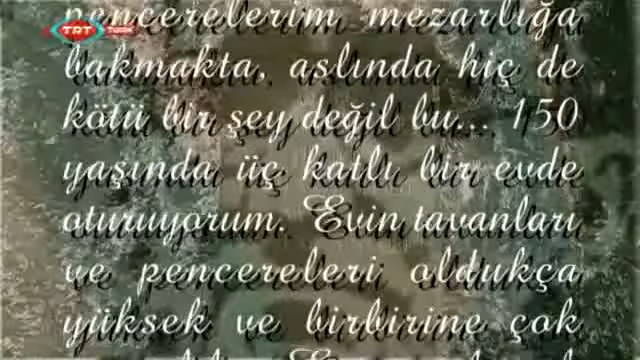 TRT TÜRK
pencerelerim mezarlığa
bakmakta, aslında hiç de
kötü bir şey değil bu... 150
yaşında üç katlı bir evde
oturuyorum. Evin tavanları
ve pencereleri oldukça
yüksek ve birbirine çok